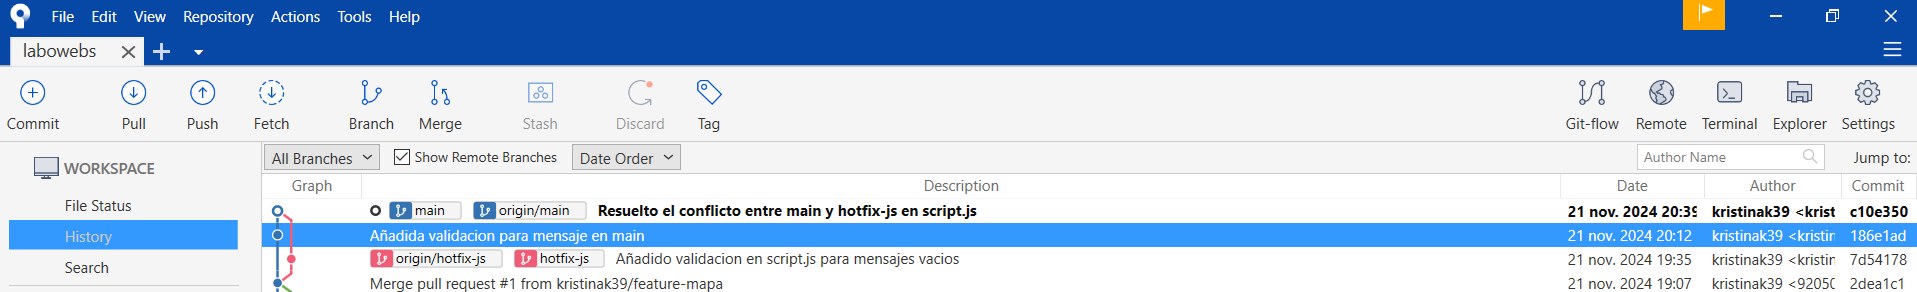 File Edit View Repository Actions Tools Help
labowebs
Commit Pull Push Fetch Branch Merge Stash Discard Tag Git-flow Remote Terminal Explorer Settings
WORKSPACE
File Status
History
Search
All Branches Show Remote Branches Date Order Author Name Jump to:
Graph Description Date Author Commit
main origin/main Resuelto el conflicto entre main y hotfix-js en script.js 21 nov. 2024 20:39 kristinak39 <krist c10e350
Añadida validacion para mensaje en main 21 nov. 2024 20:12 kristinak39 <kristin 186e1ad
origin/hotfix-js hotfix-js Añadido validacion en script.js para mensajes vacios 21 nov. 2024 19:35 kristinak39 <kristin 7d54178
Merge pull request #1 from kristinak39/feature-mapa 21 nov. 2024 19:07 kristinak39 <92050 2dea1c1